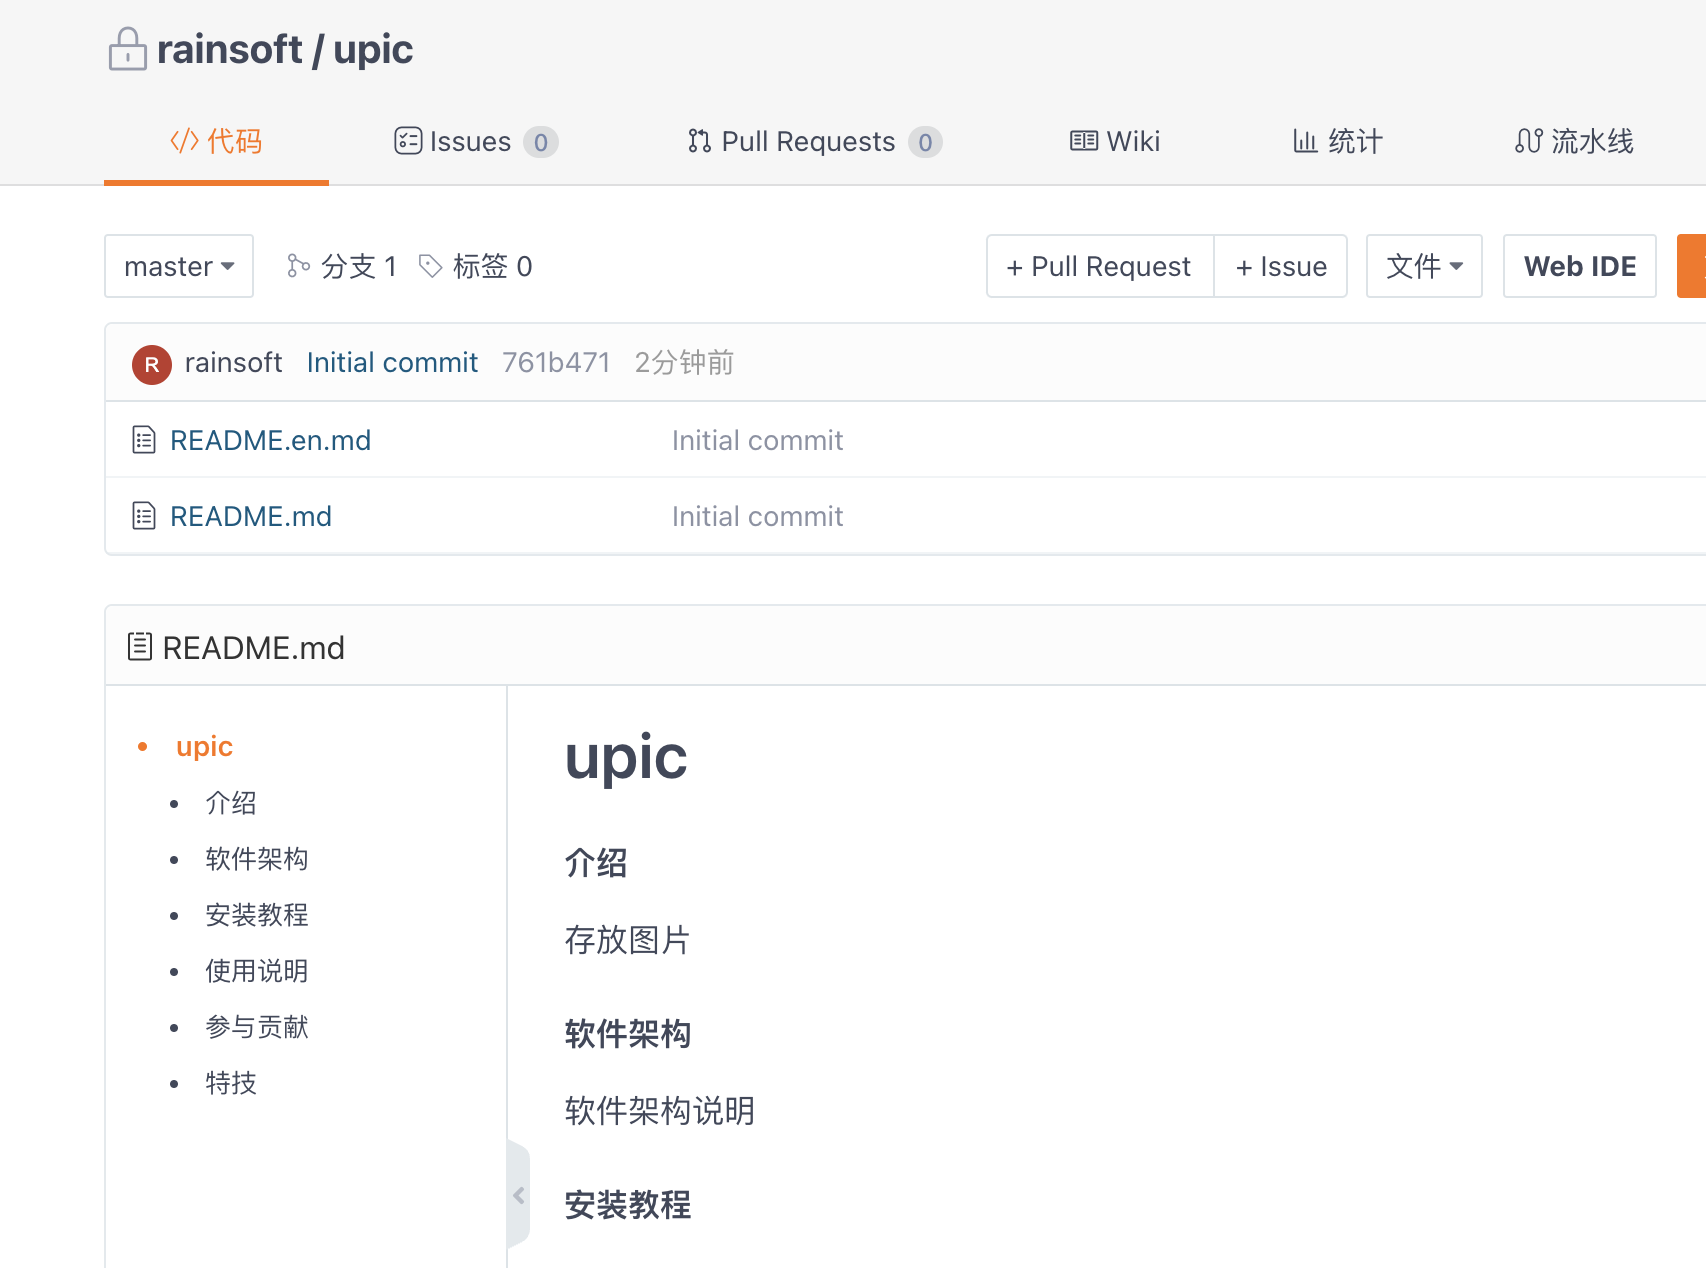 rainsoft / upic
</> 代码 Issues 0 Pull Requests 0 Wiki 统计 流水线
master 分支 1 标签 0 + Pull Request + Issue 文件 Web IDE
R rainsoft Initial commit 761b471 2分钟前
README.en.md Initial commit
README.md Initial commit
README.md
upic
介绍
软件架构
安装教程
使用说明
参与贡献
特技
upic
介绍
存放图片
软件架构
软件架构说明
安装教程